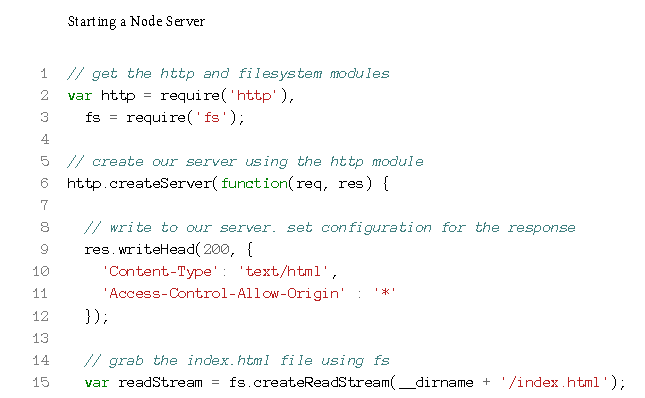 Starting a Node Server
1 // get the http and filesystem modules
2 var http = require('http'),
3   fs = require('fs');
4
5 // create our server using the http module
6 http.createServer(function(req, res) {
7
8   // write to our server. set configuration for the response
9   res.writeHead(200, {
10     'Content-Type': 'text/html',
11     'Access-Control-Allow-Origin' : '*'
12   });
13
14   // grab the index.html file using fs
15   var readStream = fs.createReadStream(__dirname + '/index.html');